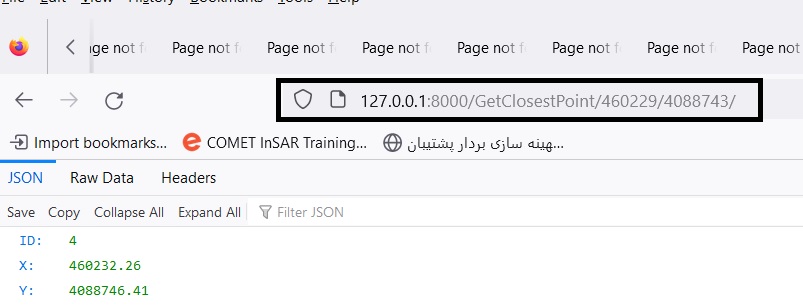 File Edit View History Bookmarks Tools Help
age not f Page not f Page not f Page not f Page not f Page not f Page not f Page not
127.0.0.1:8000/GetClosestPoint/460229/4088743/
Import bookmarks... COMET InSAR Training... هینه سازی بردار پشتیبان...
JSON Raw Data Headers
Save Copy Collapse All Expand All Filter JSON
ID: 4
X: 460232.26
Y: 4088746.41